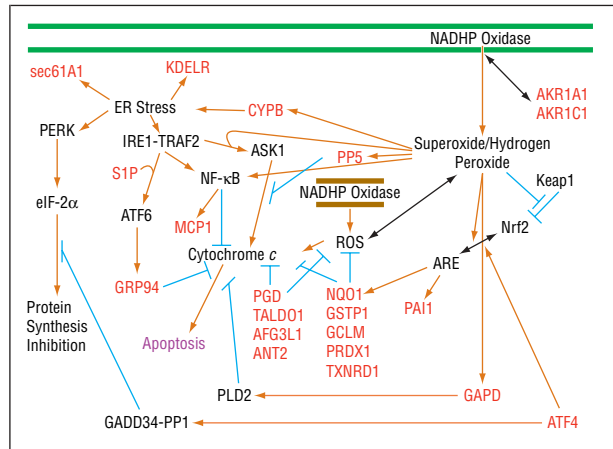 NADHP Oxidase
sec61A1
KDELR
AKR1A1
AKR1C1
ER Stress
CYPB
PERK
IRE1-TRAF2
ASK1
PP5
Superoxide/Hydrogen
Peroxide
S1P
NF-κB
NADHP Oxidase
Keap1
eIF-2α
ATF6
MCP1
Nrf2
Cytochrome c
ROS
ARE
GRP94
PGD
TALDO1
AFG3L1
ANT2
NQO1
GSTP1
GCLM
PRDX1
TXNRD1
PAI1
Protein
Synthesis
Inhibition
Apoptosis
PLD2
GAPD
GADD34-PP1
ATF4